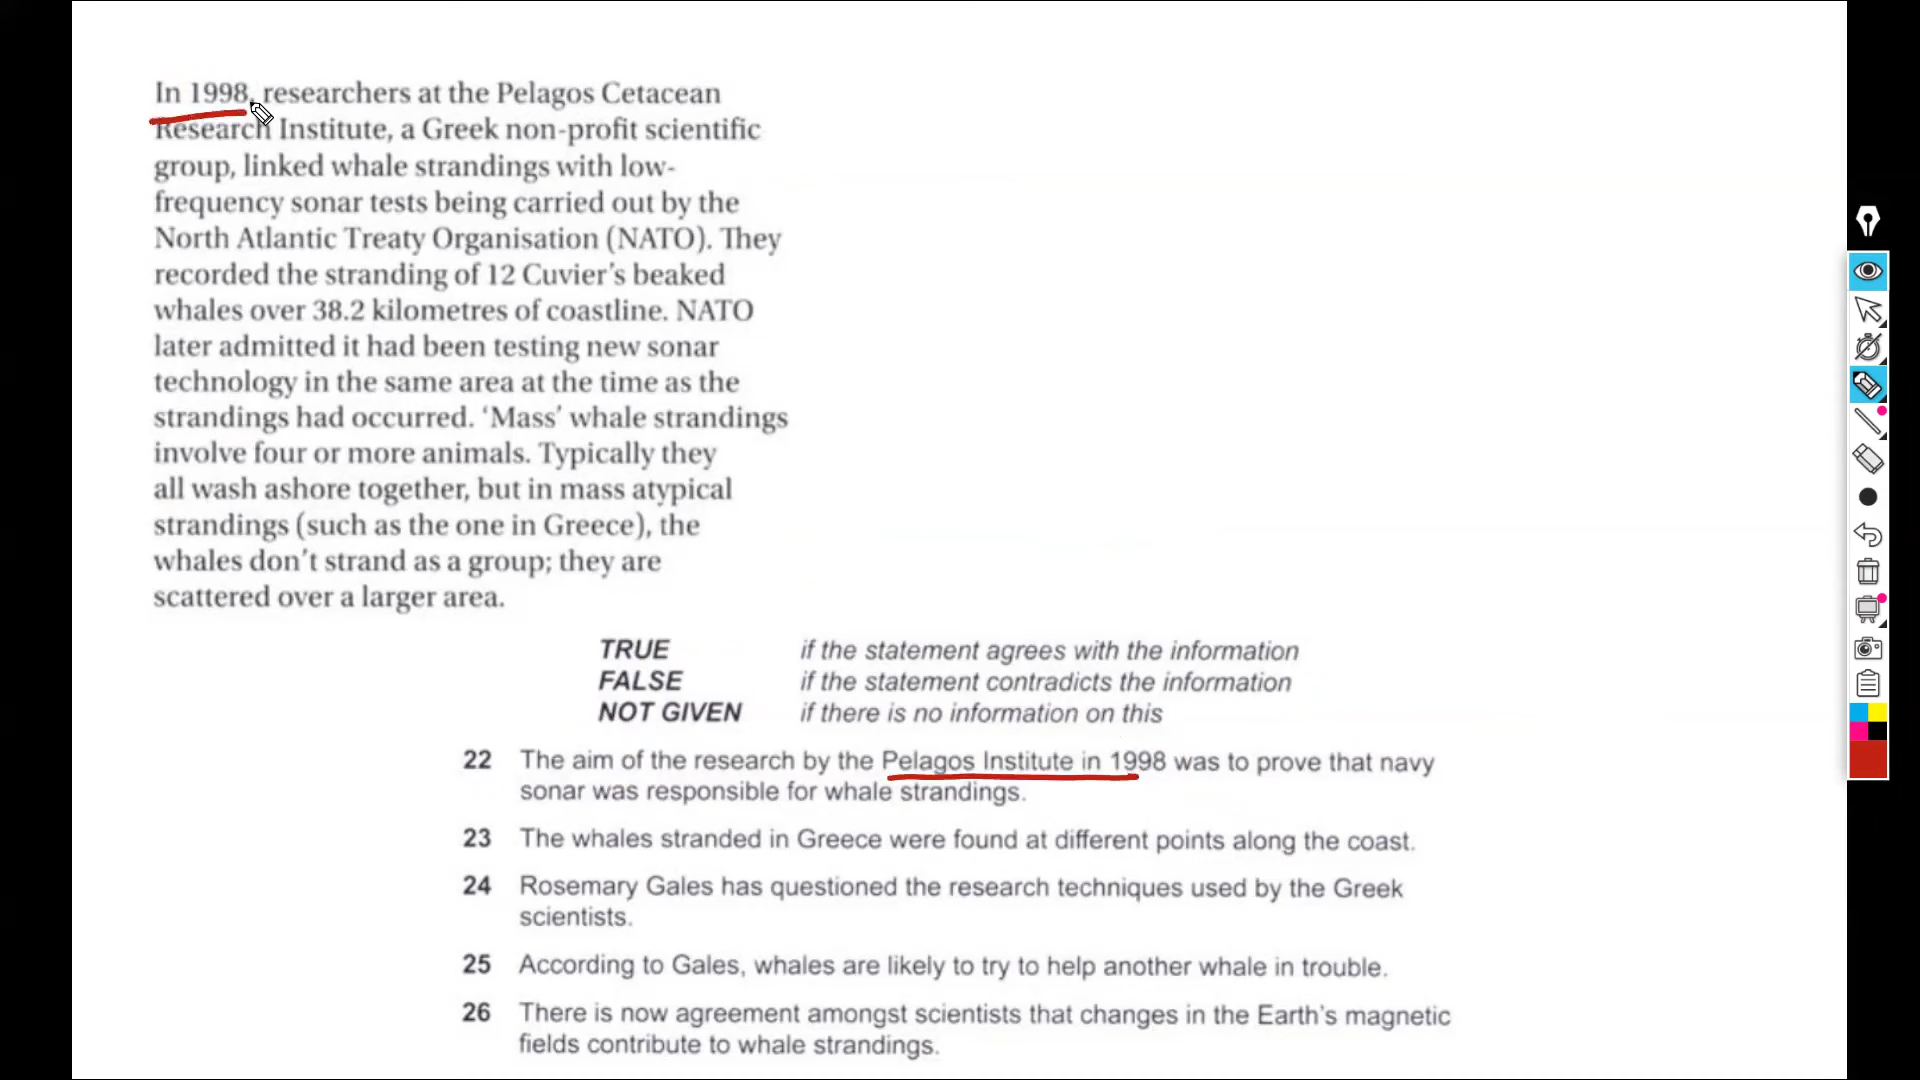 In 1998, researchers at the Pelagos Cetacean
Research Institute, a Greek non-profit scientific
group, linked whale strandings with low-
frequency sonar tests being carried out by the
North Atlantic Treaty Organisation (NATO). They
recorded the stranding of 12 Cuvier's beaked
whales over 38.2 kilometres of coastline. NATO
later admitted it had been testing new sonar
technology in the same area at the time as the
strandings had occurred. 'Mass' whale strandings
involve four or more animals. Typically they
all wash ashore together, but in mass atypical
strandings (such as the one in Greece), the
whales don't strand as a group; they are
scattered over a larger area.
TRUE if the statement agrees with the information
FALSE if the statement contradicts the information
NOT GIVEN if there is no information on this
22 The aim of the research by the Pelagos Institute in 1998 was to prove that navy
sonar was responsible for whale strandings.
23 The whales stranded in Greece were found at different points along the coast.
24 Rosemary Gales has questioned the research techniques used by the Greek
scientists.
25 According to Gales, whales are likely to try to help another whale in trouble.
26 There is now agreement amongst scientists that changes in the Earth's magnetic
fields contribute to whale strandings.